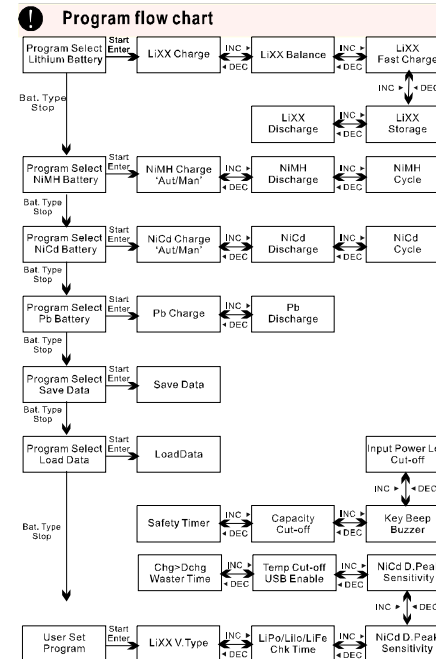 ! Program flow chart
Program Select
Lithium Battery
Start
Enter
LiXX Charge
INC ►
◄ DEC
LiXX Balance
INC ►
◄ DEC
LiXX
Fast Charge
INC ► ◄ DEC
Bat. Type
Stop
LiXX
Discharge
INC ►
◄ DEC
LiXX
Storage
Program Select
NiMH Battery
Start
Enter
NiMH Charge
'Aut/Man'
INC ►
◄ DEC
NiMH
Discharge
INC ►
◄ DEC
NiMH
Cycle
Bat. Type
Stop
Program Select
NiCd Battery
Start
Enter
NiCd Charge
'Aut/Man'
INC ►
◄ DEC
NiCd
Discharge
INC ►
◄ DEC
NiCd
Cycle
Bat. Type
Stop
Program Select
Pb Battery
Start
Enter
Pb Charge
INC ►
◄ DEC
Pb
Discharge
Bat. Type
Stop
Program Select
Save Data
Start
Enter
Save Data
Bat. Type
Stop
Program Select
Load Data
Start
Enter
LoadData
Input Power Lo
Cut-off
INC ► ◄ DEC
Bat. Type
Stop
Safety Timer
INC ►
◄ DEC
Capacity
Cut-off
INC ►
◄ DEC
Key Beep
Buzzer
Chg>Dchg
Waster Time
INC ►
◄ DEC
Temp Cut-off
USB Enable
INC ►
◄ DEC
NiCd D.Peak
Sensitivity
INC ► ◄ DEC
User Set
Program
Start
Enter
LiXX V.Type
INC ►
◄ DEC
LiPo/LiIo/LiFe
Chk Time
INC ►
◄ DEC
NiCd D.Peak
Sensitivity